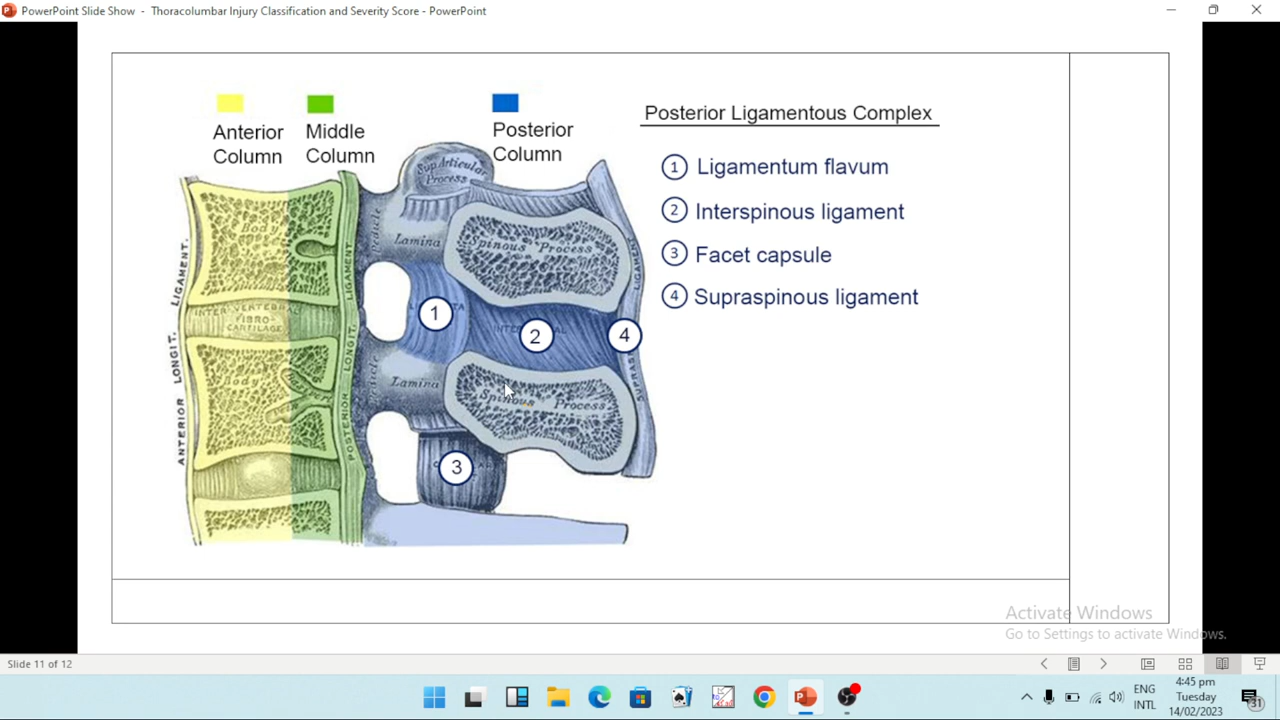 PowerPoint Slide Show - Thoracolumbar Injury Classification and Severity Score - PowerPoint
Anterior
Column
Middle
Column
Posterior
Column
Posterior Ligamentous Complex
1 Ligamentum flavum
2 Interspinous ligament
3 Facet capsule
4 Supraspinous ligament
Sup Articular
Process
Body
Pedicle
Lamina
Spinous Process
ANTERIOR LONGIT. LIGAMENT.
POSTERIOR LONGIT. LIGAMENT
INTERVERTEBRAL
FIBRO-
CARTILAGE
1
2
4
LIGAMENT
Body
Pedicle
Lamina
Spinous Process
3
Activate Windows
Go to Settings to activate Windows.
Slide 11 of 12
ENG
INTL
4:45 pm
Tuesday
14/02/2023
31